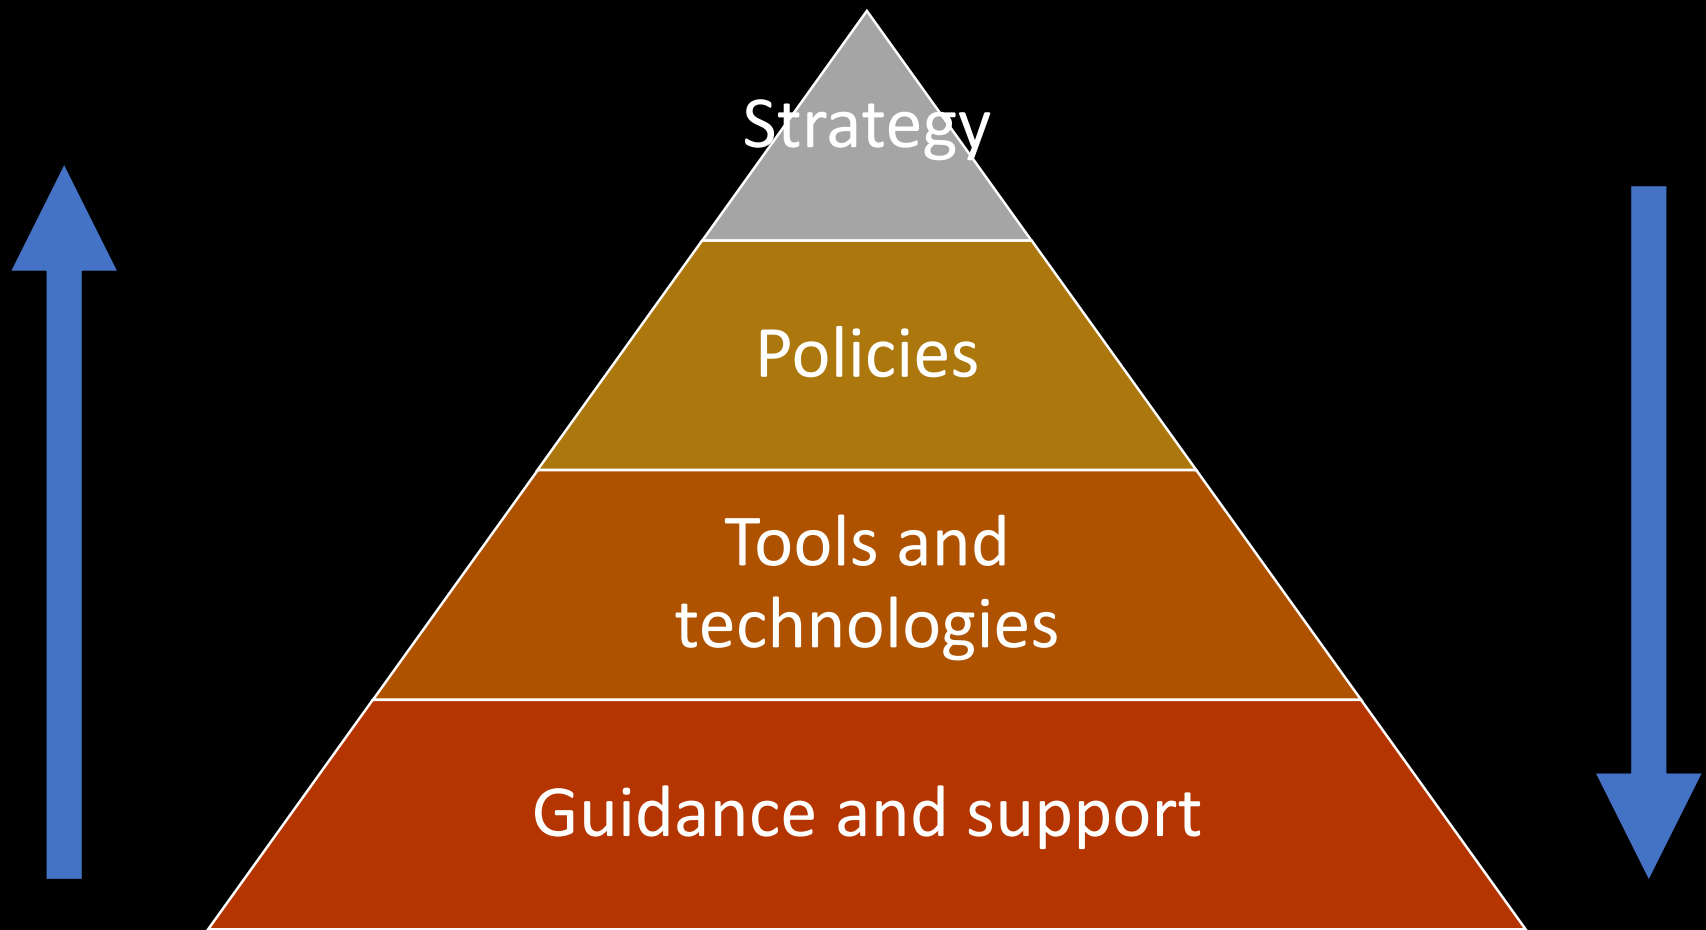 Strategy
Policies
Tools and
technologies
Guidance and support